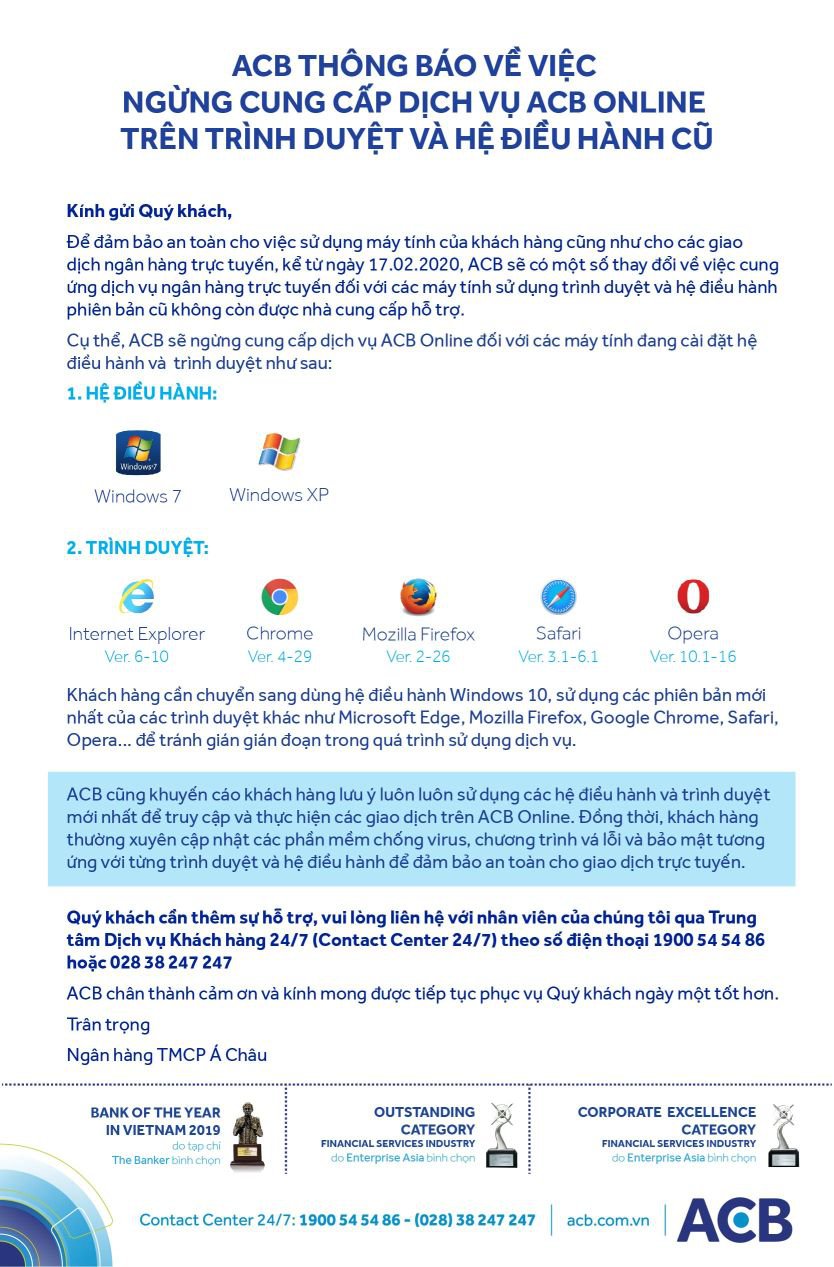 ACB THÔNG BÁO VỀ VIỆC
NGỪNG CUNG CẤP DỊCH VỤ ACB ONLINE
TRÊN TRÌNH DUYỆT VÀ HỆ ĐIỀU HÀNH CŨ
Kính gửi Quý khách,
Để đảm bảo an toàn cho việc sử dụng máy tính của khách hàng cũng như cho các giao
dịch ngân hàng trực tuyến, kể từ ngày 17.02.2020, ACB sẽ có một số thay đổi về việc cung
ứng dịch vụ ngân hàng trực tuyến đối với các máy tính sử dụng trình duyệt và hệ điều hành
phiên bản cũ không còn được nhà cung cấp hỗ trợ.
Cụ thể, ACB sẽ ngừng cung cấp dịch vụ ACB Online đối với các máy tính đang cài đặt hệ
điều hành và trình duyệt như sau:
1. HỆ ĐIỀU HÀNH:
Windows 7
Windows 7 Windows XP
2. TRÌNH DUYỆT:
Internet Explorer Chrome Mozilla Firefox Safari Opera
Ver. 6-10 Ver. 4-29 Ver. 2-26 Ver. 3.1-6.1 Ver. 10.1-16
Khách hàng cần chuyển sang dùng hệ điều hành Windows 10, sử dụng các phiên bản mới
nhất của các trình duyệt khác như Microsoft Edge, Mozilla Firefox, Google Chrome, Safari,
Opera... để tránh gián gián đoạn trong quá trình sử dụng dịch vụ.
ACB cũng khuyến cáo khách hàng lưu ý luôn luôn sử dụng các hệ điều hành và trình duyệt
mới nhất để truy cập và thực hiện các giao dịch trên ACB Online. Đồng thời, khách hàng
thường xuyên cập nhật các phần mềm chống virus, chương trình vá lỗi và bảo mật tương
ứng với từng trình duyệt và hệ điều hành để đảm bảo an toàn cho giao dịch trực tuyến.
Quý khách cần thêm sự hỗ trợ, vui lòng liên hệ với nhân viên của chúng tôi qua Trung
tâm Dịch vụ Khách hàng 24/7 (Contact Center 24/7) theo số điện thoại 1900 54 54 86
hoặc 028 38 247 247
ACB chân thành cảm ơn và kính mong được tiếp tục phục vụ Quý khách ngày một tốt hơn.
Trân trọng
Ngân hàng TMCP Á Châu
BANK OF THE YEAR
IN VIETNAM 2019
do tạp chí
The Banker bình chọn
OUTSTANDING
CATEGORY
FINANCIAL SERVICES INDUSTRY
do Enterprise Asia bình chọn
CORPORATE EXCELLENCE
CATEGORY
FINANCIAL SERVICES INDUSTRY
do Enterprise Asia bình chọn
Contact Center 24/7: 1900 54 54 86 - (028) 38 247 247 acb.com.vn ACB